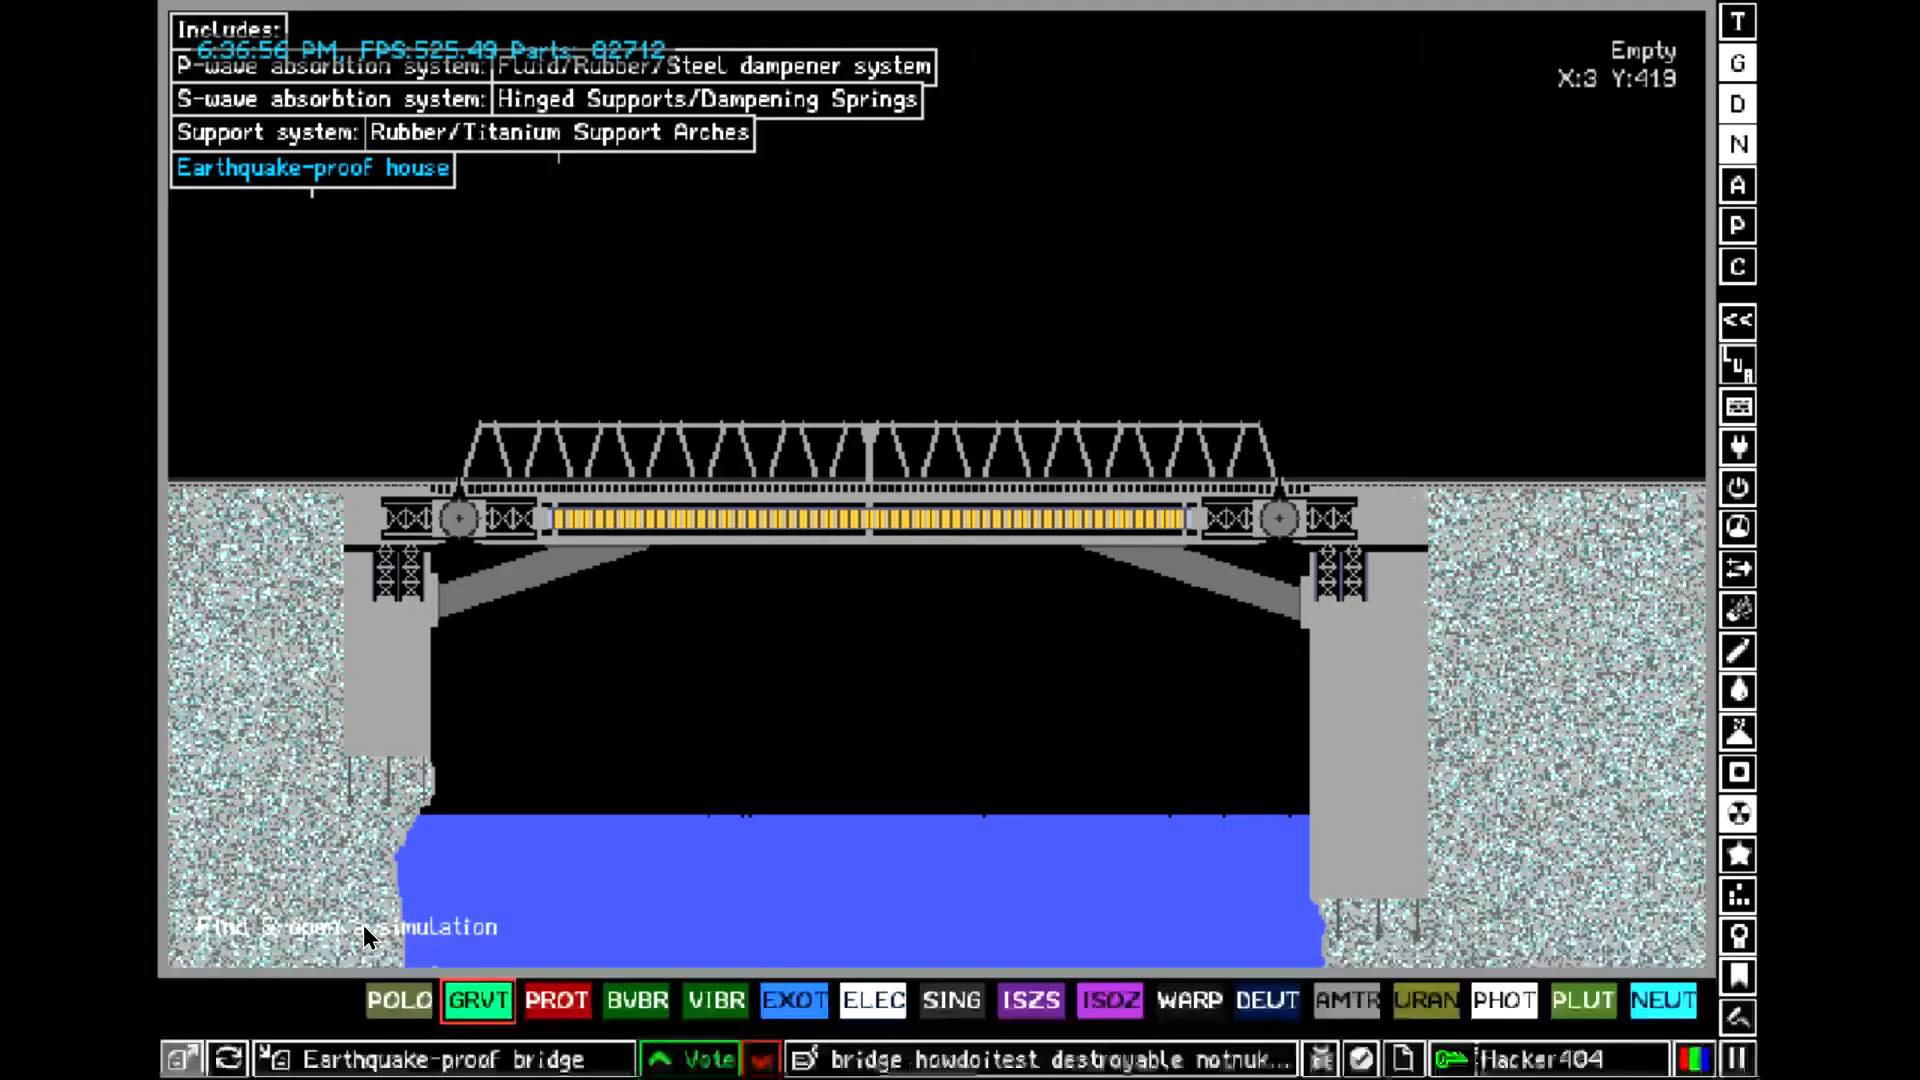 Includes:
6:36:56 PM, FPS:525.49 Parts: 82712
P-wave absorbtion system: Fluid/Rubber/Steel dampener system
S-wave absorbtion system: Hinged Supports/Dampening Springs
Support system: Rubber/Titanium Support Arches
Earthquake-proof house
Empty
X:3 Y:419
T
G
D
N
A
P
C
<<
LUA
Find & open a simulation
POLO GRVT PROT BVBR VIBR EXOT ELEC SING ISZS ISOZ WARP DEUT AMTR URAN PHOT PLUT NEUT
Earthquake-proof bridge Vote bridge howdoitest destroyable notnuk... Hacker404